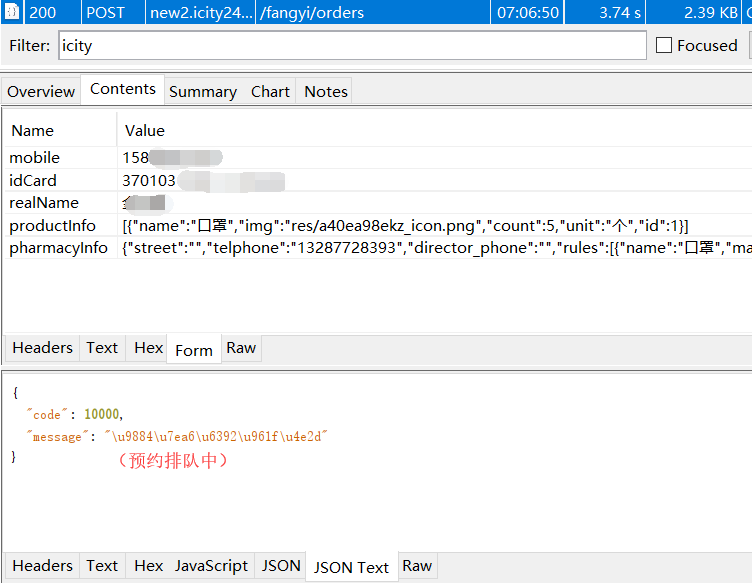 200 POST new2.icity24... /fangyi/orders 07:06:50 3.74 s 2.39 KB
Filter: icity Focused
Overview Contents Summary Chart Notes
Name Value
mobile 158
idCard 370103
realName
productInfo [{"name":"口罩","img":"res/a40ea98ekz_icon.png","count":5,"unit":"个","id":1}]
pharmacyInfo {"street":"","telphone":"13287728393","director_phone":"","rules":[{"name":"口罩","ma
Headers Text Hex Form Raw
{
"code": 10000,
"message": "\u9884\u7ea6\u6392\u961f\u4e2d"
}
（预约排队中）
Headers Text Hex JavaScript JSON JSON Text Raw